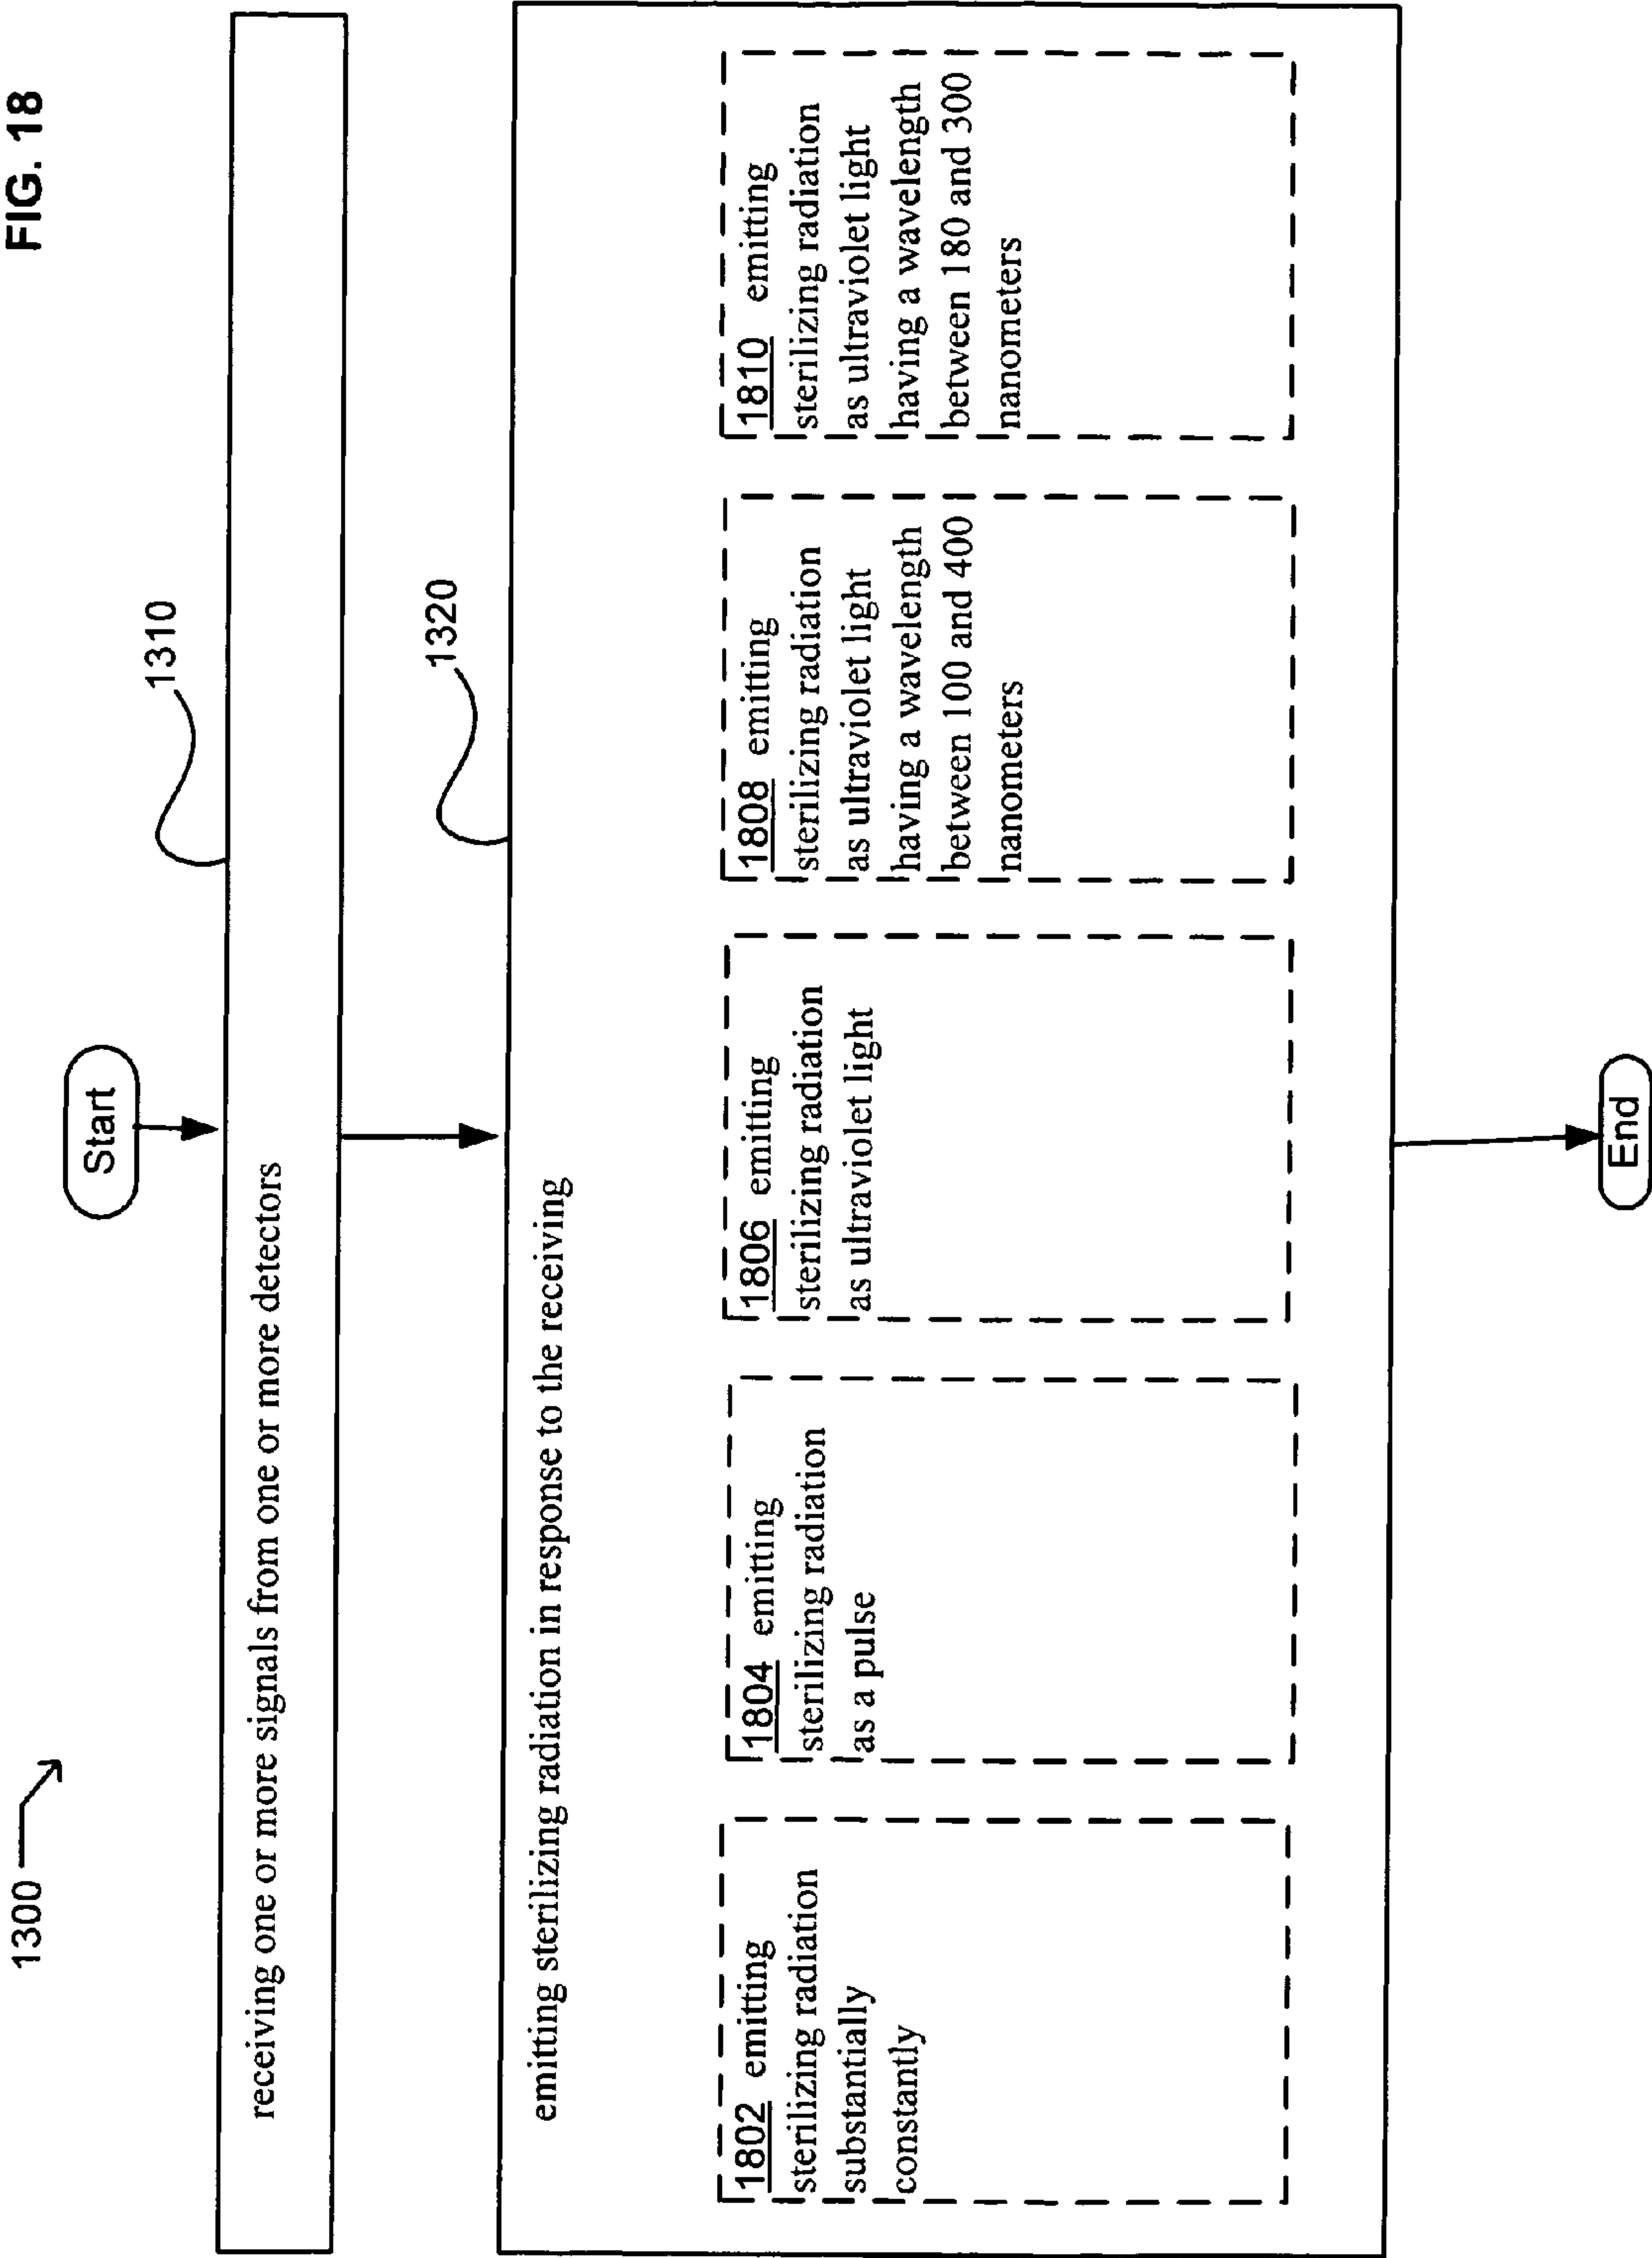 FIG. 18
1300
Start
1310
receiving one or more signals from one or more detectors
1320
emitting sterilizing radiation in response to the receiving
1802 emitting
sterilizing radiation
substantially
constantly
1804 emitting
sterilizing radiation
as a pulse
1806 emitting
sterilizing radiation
as ultraviolet light
1808 emitting
sterilizing radiation
as ultraviolet light
having a wavelength
between 100 and 400
nanometers
1810 emitting
sterilizing radiation
as ultraviolet light
having a wavelength
between 180 and 300
nanometers
End